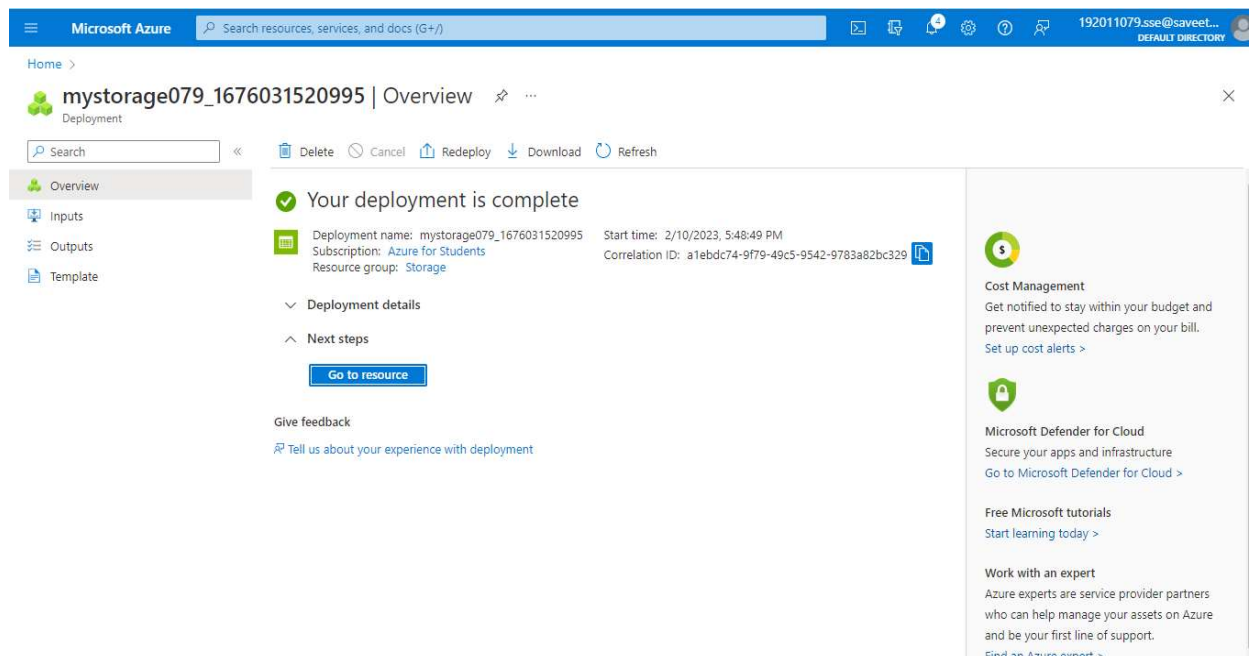 Microsoft Azure
Search resources, services, and docs (G+/)
4
192011079.sse@saveet...
DEFAULT DIRECTORY
Home >
mystorage079_1676031520995 | Overview
Deployment
Search
Delete Cancel Redeploy Download Refresh
Overview
Inputs
Outputs
Template
Your deployment is complete
Deployment name: mystorage079_1676031520995
Subscription: Azure for Students
Resource group: Storage
Start time: 2/10/2023, 5:48:49 PM
Correlation ID: a1ebdc74-9f79-49c5-9542-9783a82bc329
Deployment details
Next steps
Go to resource
Give feedback
Tell us about your experience with deployment
Cost Management
Get notified to stay within your budget and
prevent unexpected charges on your bill.
Set up cost alerts >
Microsoft Defender for Cloud
Secure your apps and infrastructure
Go to Microsoft Defender for Cloud >
Free Microsoft tutorials
Start learning today >
Work with an expert
Azure experts are service provider partners
who can help manage your assets on Azure
and be your first line of support.
Find an Azure expert >